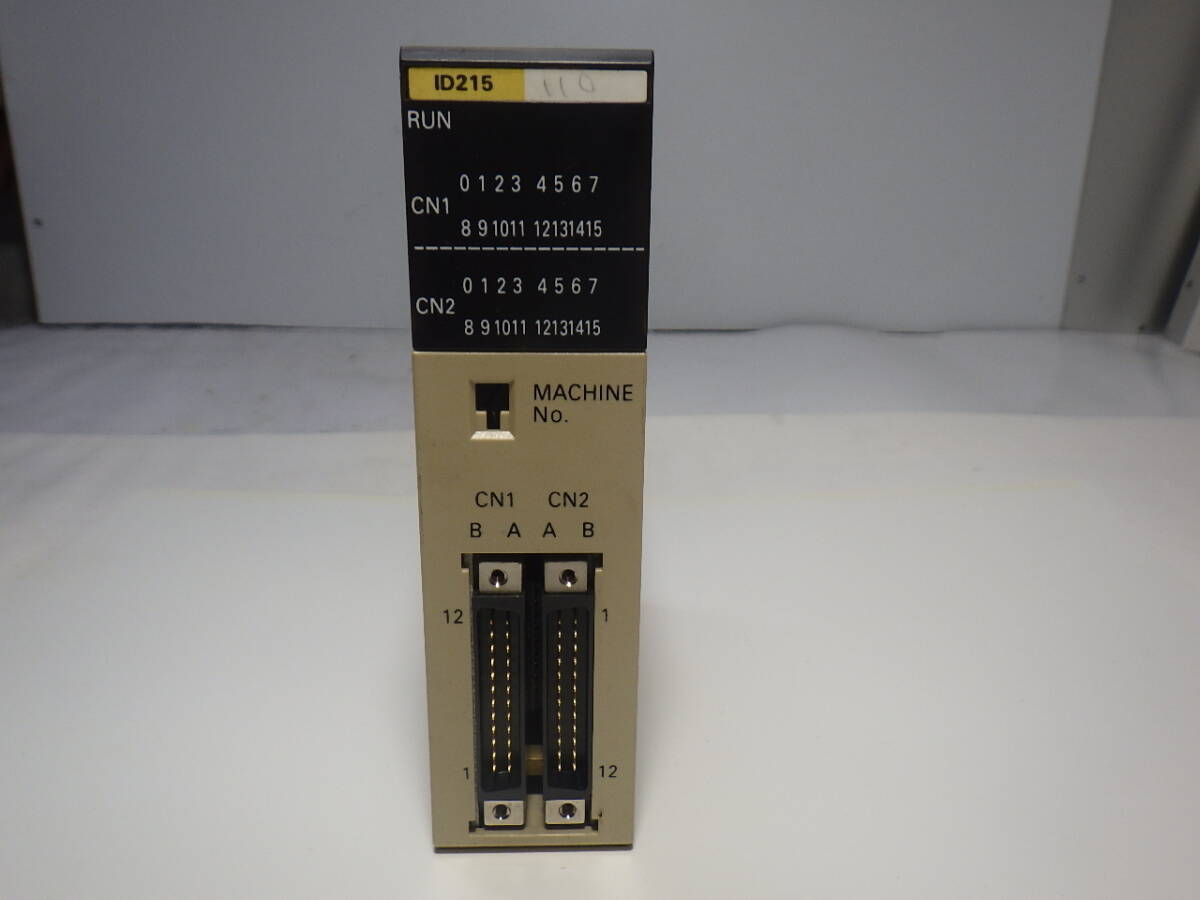 ID215 110
RUN
0 1 2 3 4 5 6 7
CN1
8 9 10 11 12 13 14 15
0 1 2 3 4 5 6 7
CN2
8 9 10 11 12 13 14 15
MACHINE
No.
CN1 CN2
B A A B
12 1
1 12